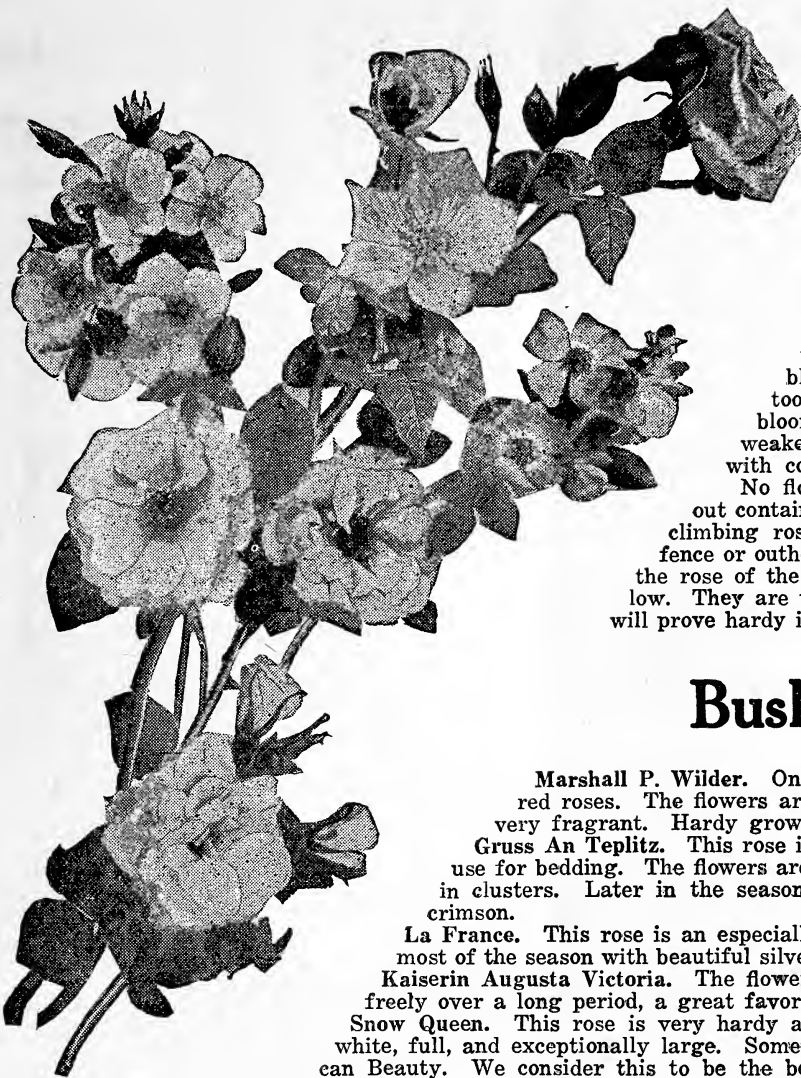 bl
too
bloo
weake
with co
No flo
out contain
climbing ros
fence or outh
the rose of the
low. They are
will prove hardy i
Bus
Marshall P. Wilder. On
red roses. The flowers ar
very fragrant. Hardy grow
Gruss An Teplitz. This rose i
use for bedding. The flowers are
in clusters. Later in the season
crimson.
La France. This rose is an especiall
most of the season with beautiful silve
Kaiserin Augusta Victoria. The flowe
freely over a long period, a great favor
Snow Queen. This rose is very hardy a
white, full, and exceptionally large. Some
can Beauty. We consider this to be the be